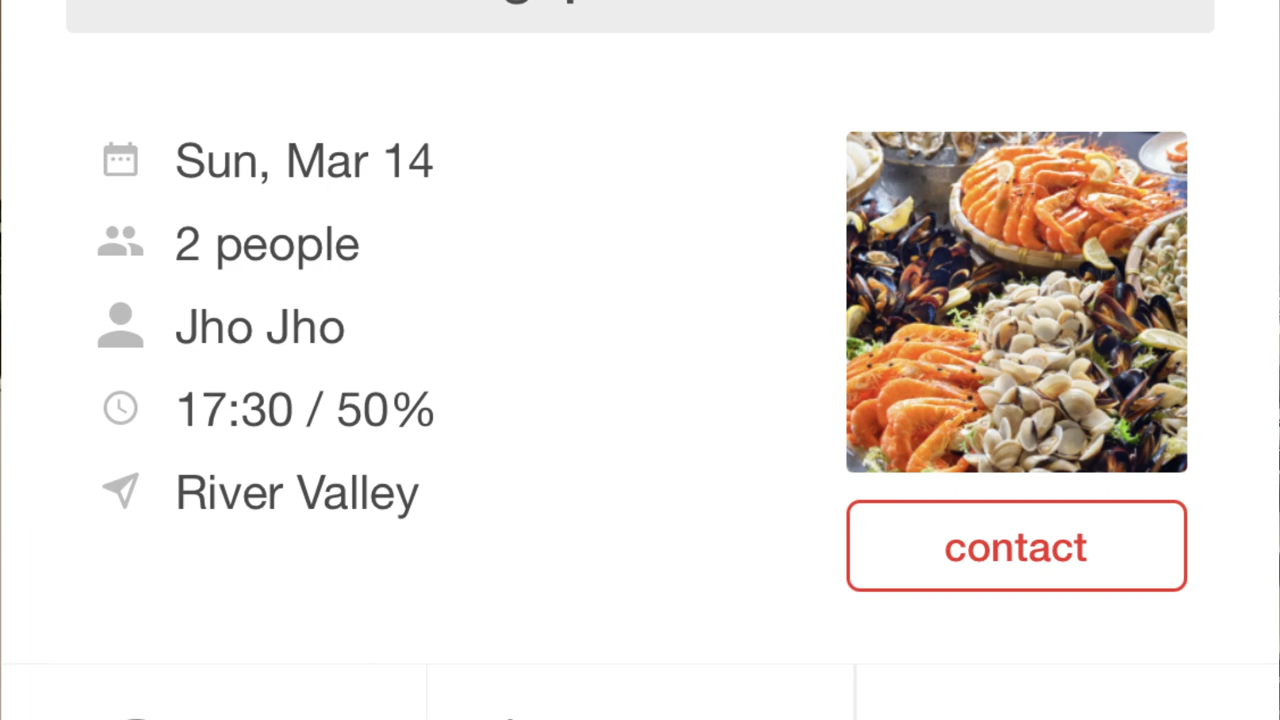 Sun, Mar 14
2 people
Jho Jho
17:30 / 50%
River Valley
contact